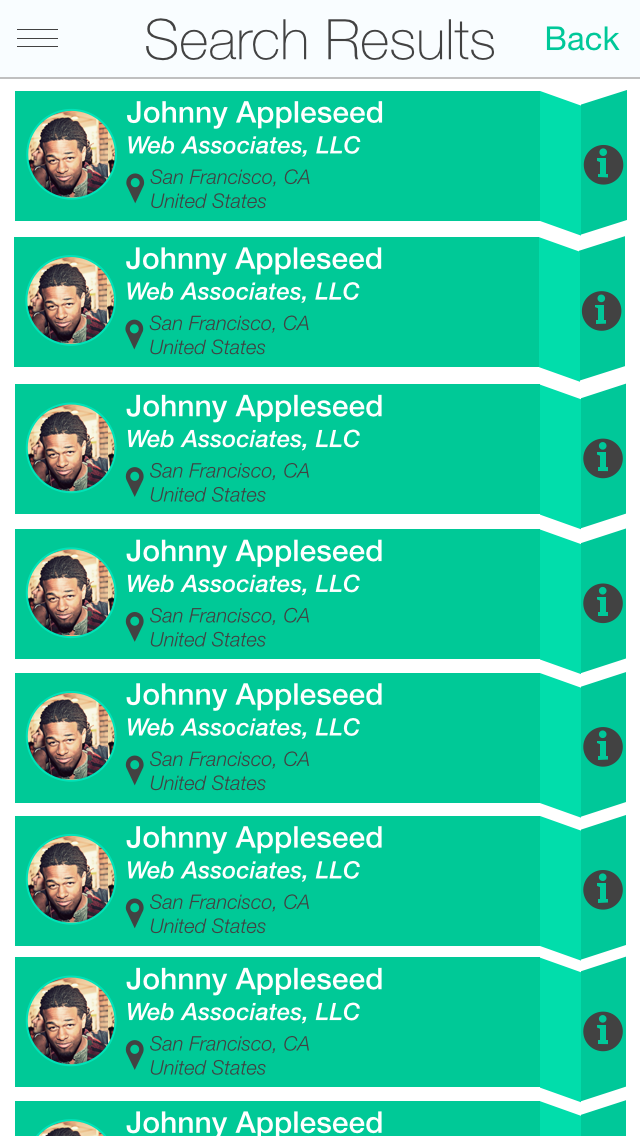 Search Results
Back
Johnny Appleseed
Web Associates, LLC
San Francisco, CA
United States
Johnny Appleseed
Web Associates, LLC
San Francisco, CA
United States
Johnny Appleseed
Web Associates, LLC
San Francisco, CA
United States
Johnny Appleseed
Web Associates, LLC
San Francisco, CA
United States
Johnny Appleseed
Web Associates, LLC
San Francisco, CA
United States
Johnny Appleseed
Web Associates, LLC
San Francisco, CA
United States
Johnny Appleseed
Web Associates, LLC
San Francisco, CA
United States
Johnny Appleseed